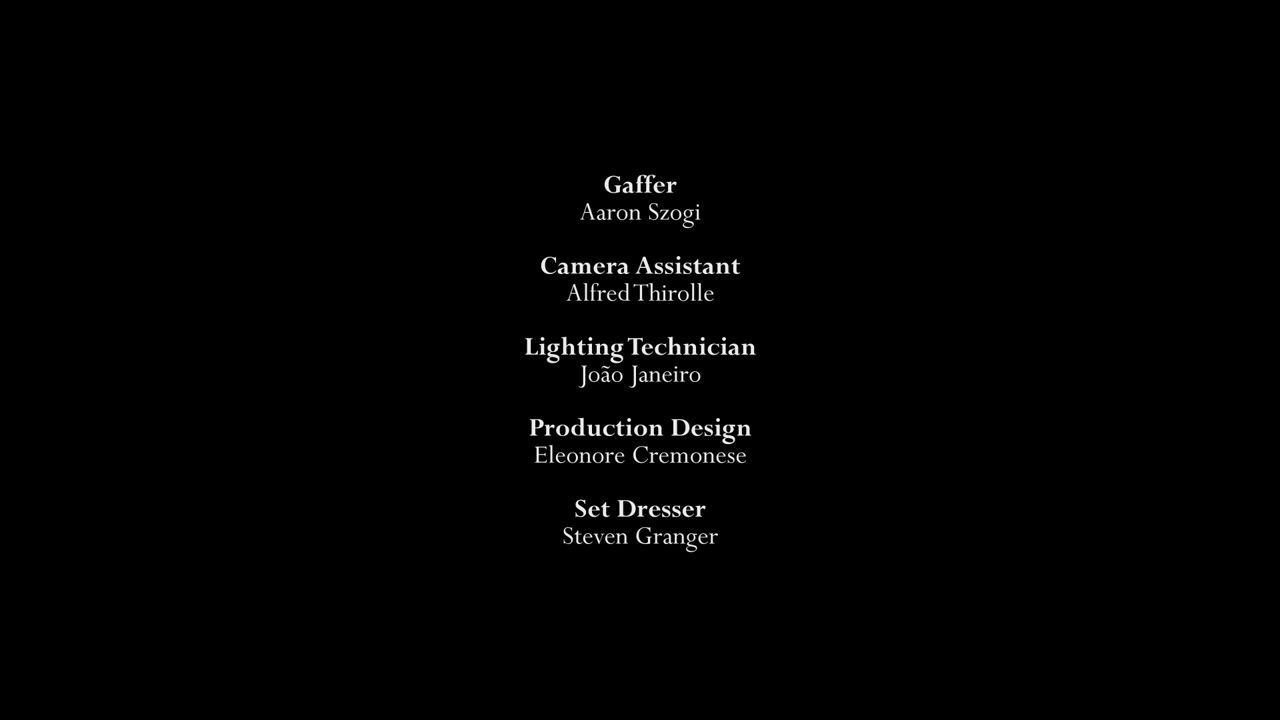 Gaffer
Aaron Szogi
Camera Assistant
Alfred Thirolle
Lighting Technician
João Janeiro
Production Design
Eleonore Cremonese
Set Dresser
Steven Granger